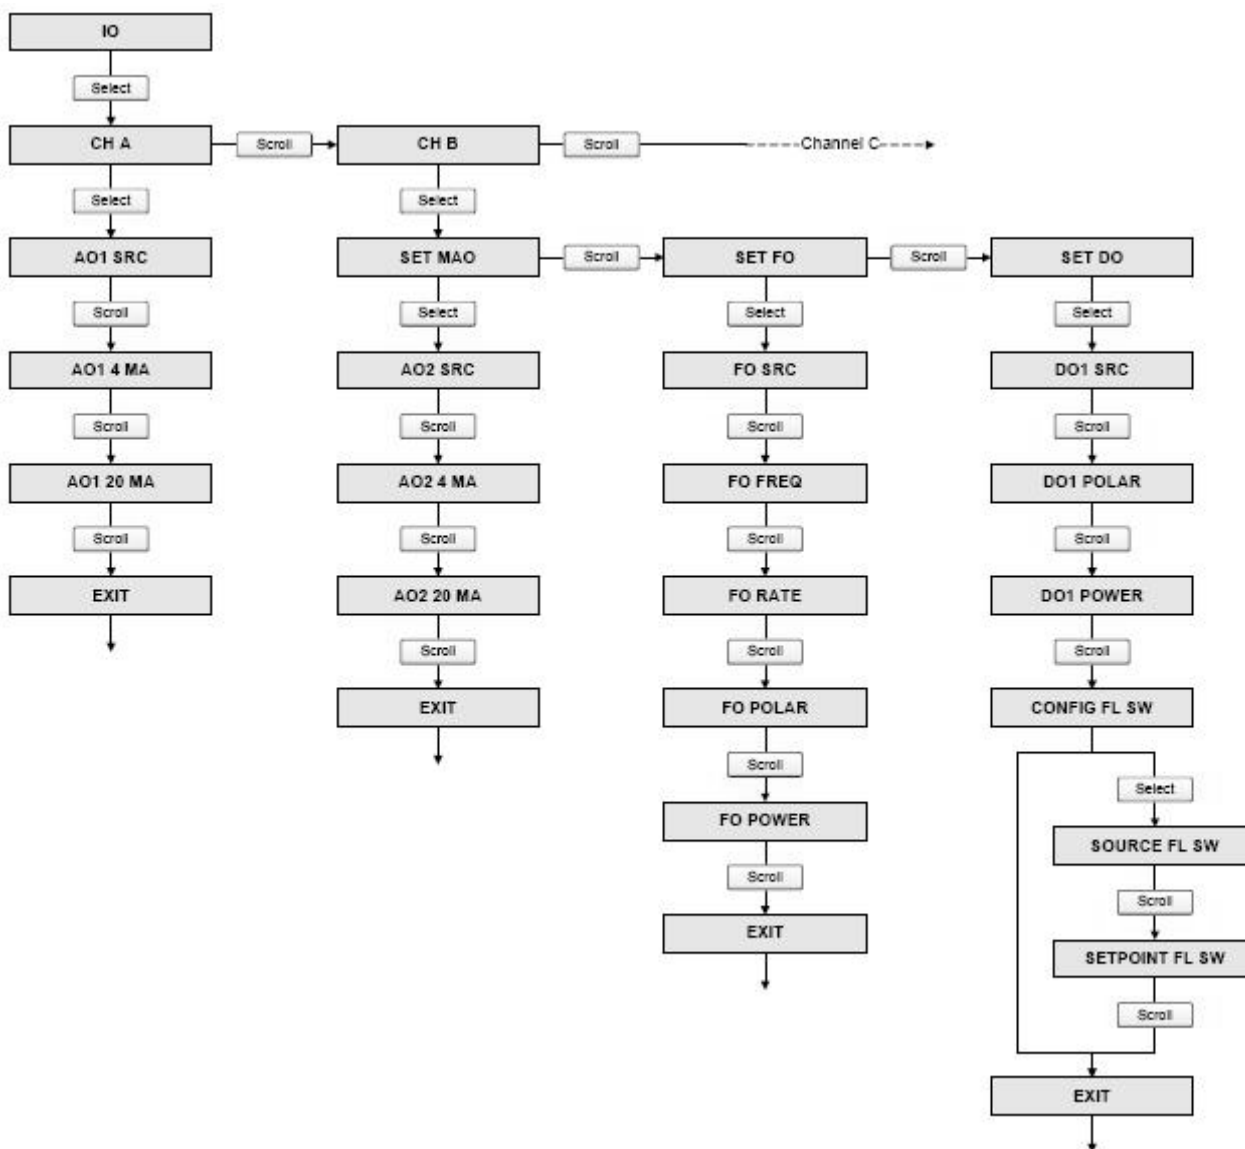 IO
Select
CH A
Scroll
CH B
Scroll
Channel C
Select
Select
AO1 SRC
SET MAO
Scroll
SET FO
Scroll
SET DO
Scroll
Select
Select
Select
AO1 4 MA
AO2 SRC
FO SRC
DO1 SRC
Scroll
Scroll
Scroll
Scroll
AO1 20 MA
AO2 4 MA
FO FREQ
DO1 POLAR
Scroll
Scroll
Scroll
Scroll
EXIT
AO2 20 MA
FO RATE
DO1 POWER
Scroll
Scroll
Scroll
EXIT
FO POLAR
CONFIG FL SW
Scroll
Select
FO POWER
SOURCE FL SW
Scroll
Scroll
EXIT
SETPOINT FL SW
Scroll
EXIT